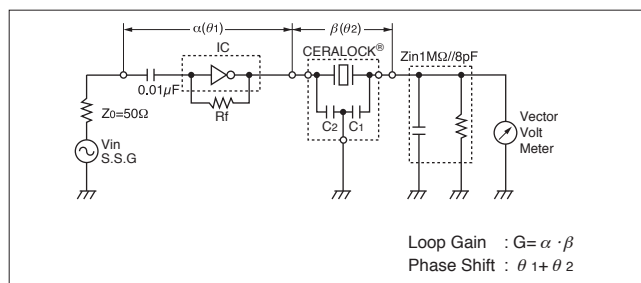 α(θ1)
β(θ2)
IC
CERALOCK®
Zin1MΩ//8pF
0.01μF
Rf
Z0=50Ω
C2
C1
Vector
Volt
Meter
Vin
S.S.G
Loop Gain : G= α · β
Phase Shift : θ 1+ θ 2